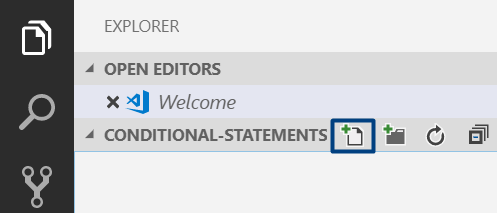 EXPLORER
OPEN EDITORS
Welcome
CONDITIONAL-STATEMENTS